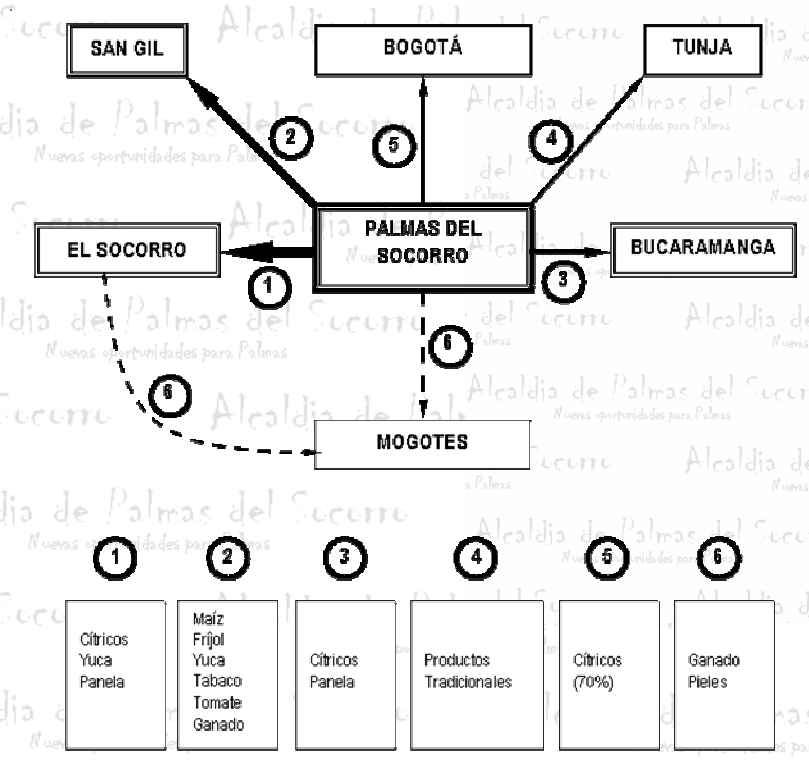 SAN GIL
BOGOTÁ
TUNJA
2
5
4
PALMAS DEL
SOCORRO
EL SOCORRO
BUCARAMANGA
1
3
6
6
MOGOTES
1
2
3
4
5
6
Cítricos
Yuca
Panela
Maíz
Fríjol
Yuca
Tabaco
Tomate
Ganado
Cítricos
Panela
Productos
Tradicionales
Cítricos
(70%)
Ganado
Pieles
Alcaldia de Palmas del Socorro
Nuevas oportunidades para Palmas